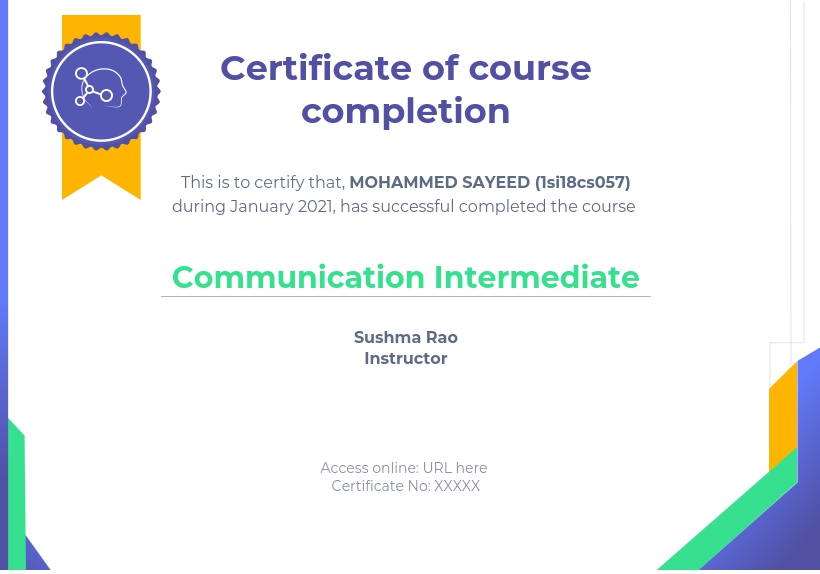 Certificate of course
completion
This is to certify that, MOHAMMED SAYEED (1si18cs057)
during January 2021, has successful completed the course
Communication Intermediate
Sushma Rao
Instructor
Access online: URL here
Certificate No: XXXXX